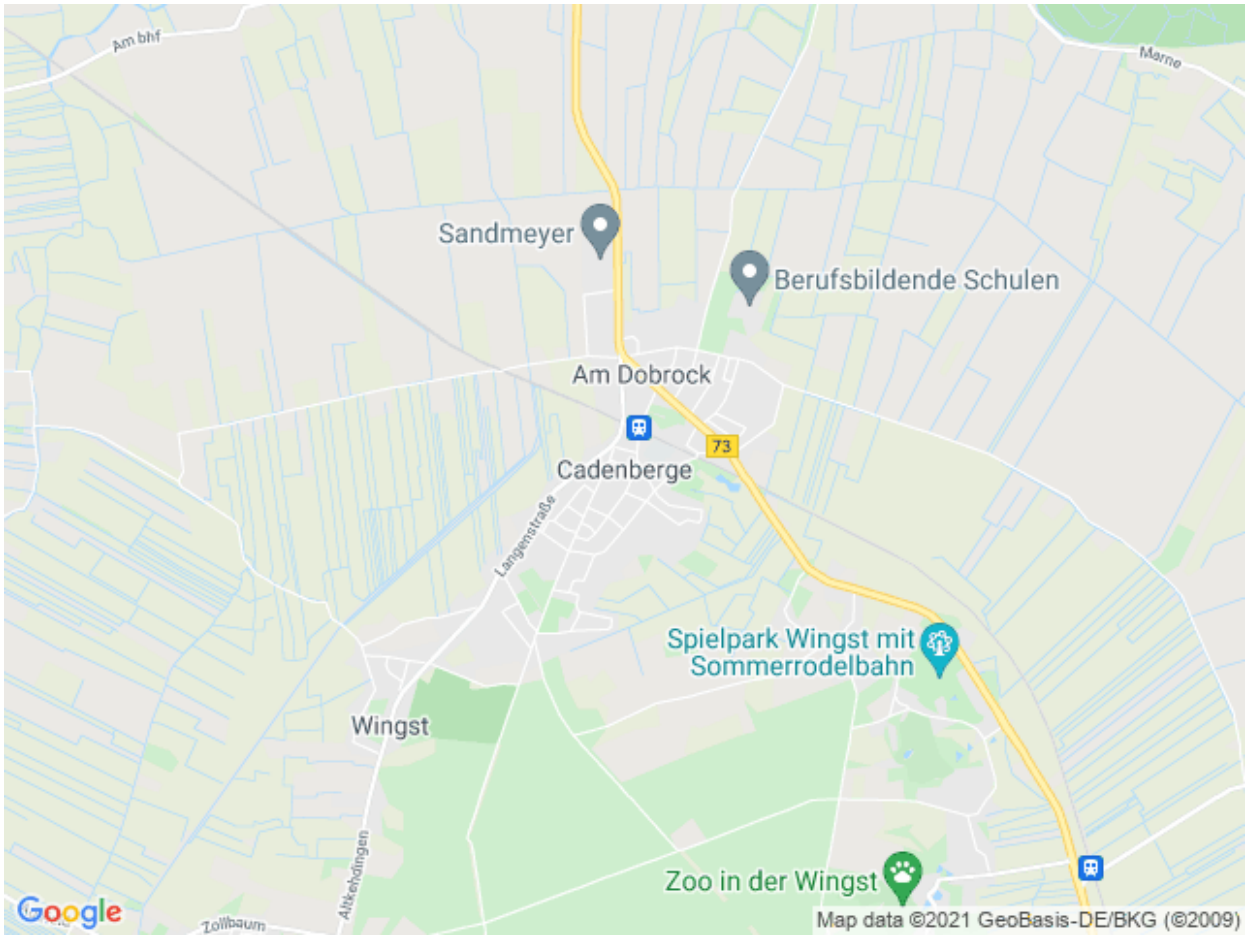 Am bhf
Marne
Sandmeyer
Berufsbildende Schulen
Am Dobrock
73
Cadenberge
Langenstraße
Spielpark Wingst mit
Sommerrodelbahn
Wingst
Altkehdingen
Zoo in der Wingst
Google
Zollbaum
Map data ©2021 GeoBasis-DE/BKG (©2009)